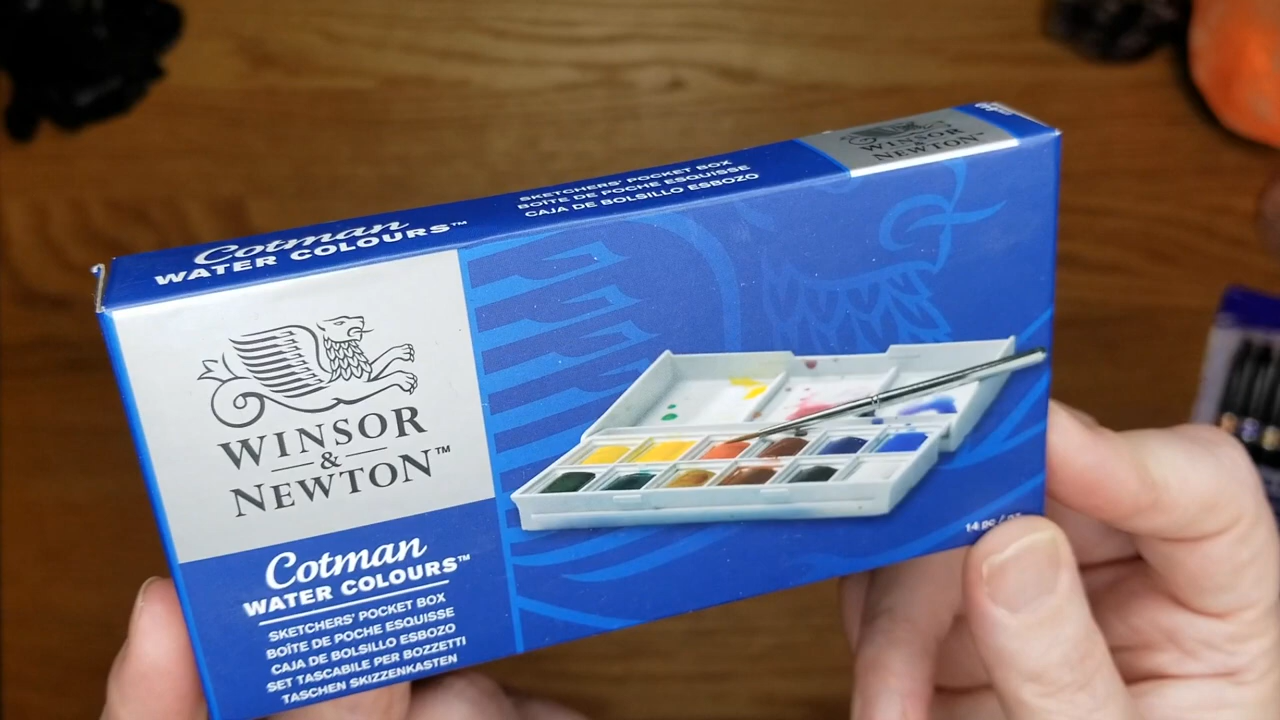 Cotman
WATER COLOURS™
SKETCHERS' POCKET BOX
BOÎTE DE POCHE ESQUISSE
CAJA DE BOLSILLO ESBOZO
WINSOR
&
NEWTON™
WINSOR
&
NEWTON™
Cotman
WATER COLOURS™
SKETCHERS' POCKET BOX
BOÎTE DE POCHE ESQUISSE
CAJA DE BOLSILLO ESBOZO
SET TASCABILE PER BOZZETTI
TASCHEN SKIZZENKASTEN
14 pc /